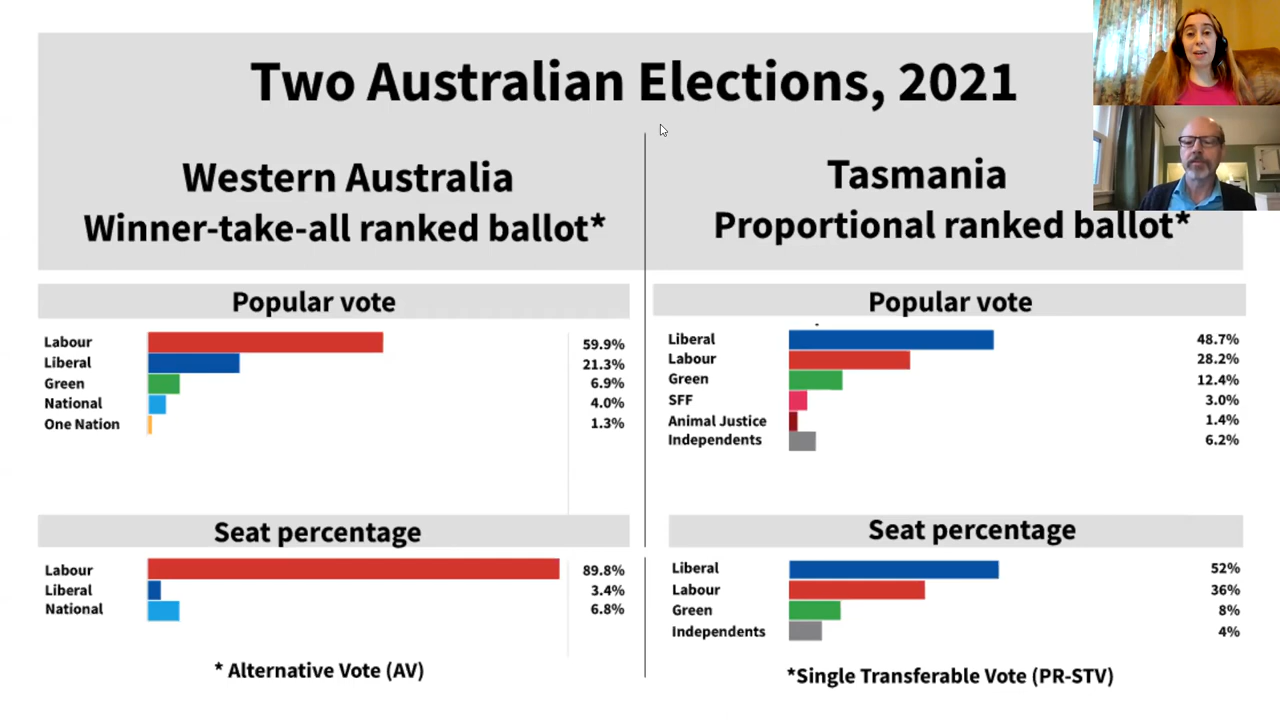 Two Australian Elections, 2021
Western Australia
Winner-take-all ranked ballot*
Popular vote
Labour 59.9%
Liberal 21.3%
Green 6.9%
National 4.0%
One Nation 1.3%
Seat percentage
Labour 89.8%
Liberal 3.4%
National 6.8%
* Alternative Vote (AV)
Tasmania
Proportional ranked ballot*
Popular vote
Liberal 48.7%
Labour 28.2%
Green 12.4%
SFF 3.0%
Animal Justice 1.4%
Independents 6.2%
Seat percentage
Liberal 52%
Labour 36%
Green 8%
Independents 4%
*Single Transferable Vote (PR-STV)